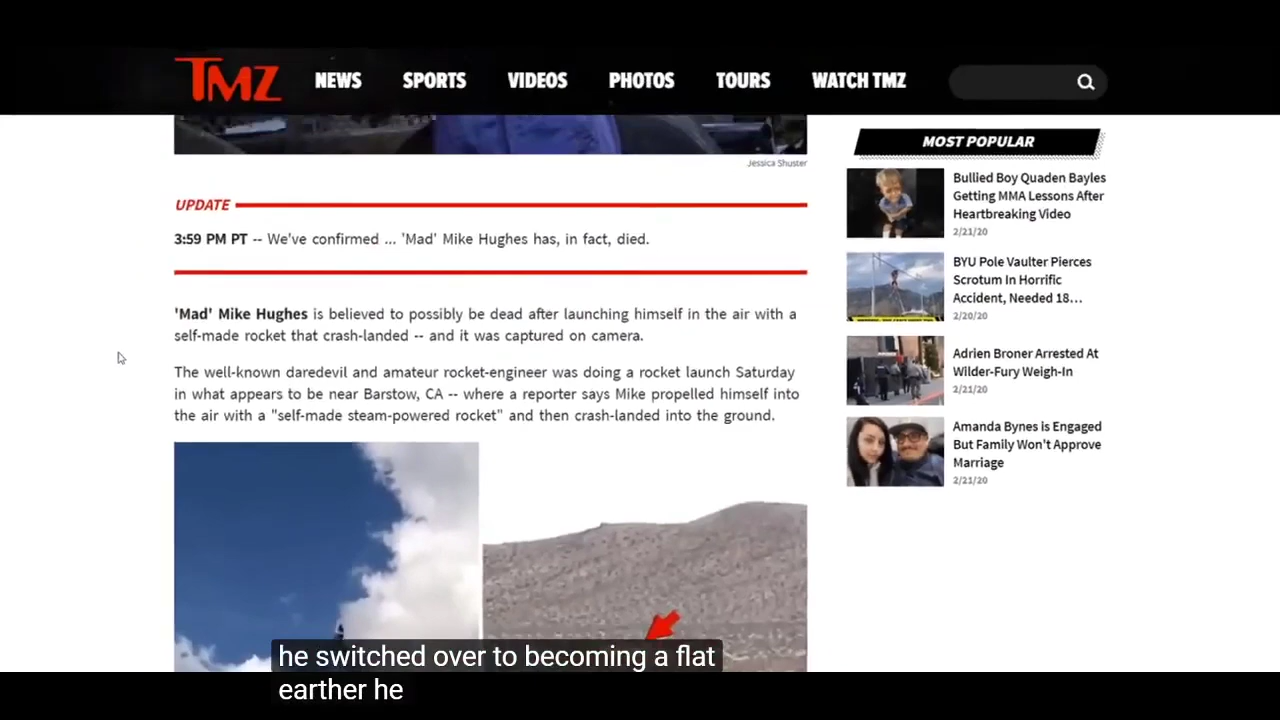 TMZ
NEWS SPORTS VIDEOS PHOTOS TOURS WATCH TMZ
Jessica Shuster
UPDATE
3:59 PM PT -- We've confirmed ... 'Mad' Mike Hughes has, in fact, died.
'Mad' Mike Hughes is believed to possibly be dead after launching himself in the air with a
self-made rocket that crash-landed -- and it was captured on camera.
The well-known daredevil and amateur rocket-engineer was doing a rocket launch Saturday
in what appears to be near Barstow, CA -- where a reporter says Mike propelled himself into
the air with a "self-made steam-powered rocket" and then crash-landed into the ground.
MOST POPULAR
Bullied Boy Quaden Bayles
Getting MMA Lessons After
Heartbreaking Video
2/21/20
BYU Pole Vaulter Pierces
Scrotum In Horrific
Accident, Needed 18...
2/20/20
Adrien Broner Arrested At
Wilder-Fury Weigh-In
2/21/20
Amanda Bynes is Engaged
But Family Won't Approve
Marriage
2/21/20
he switched over to becoming a flat
earther he